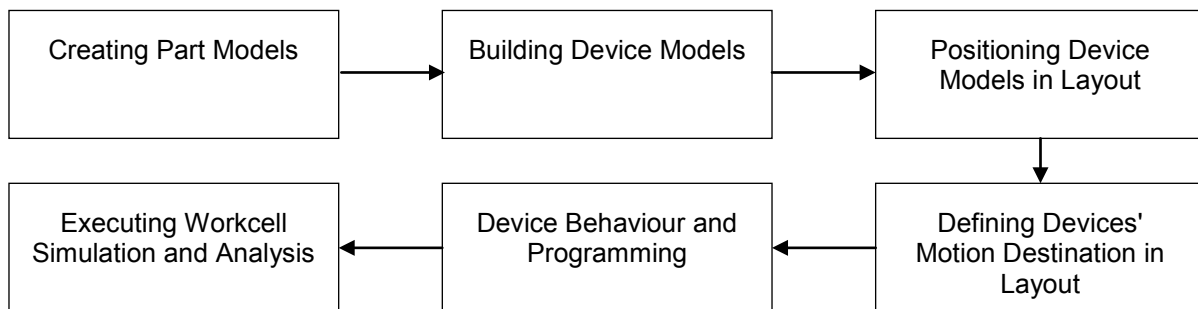 Creating Part Models
Building Device Models
Positioning Device
Models in Layout
Defining Devices'
Motion Destination in
Layout
Device Behaviour and
Programming
Executing Workcell
Simulation and Analysis